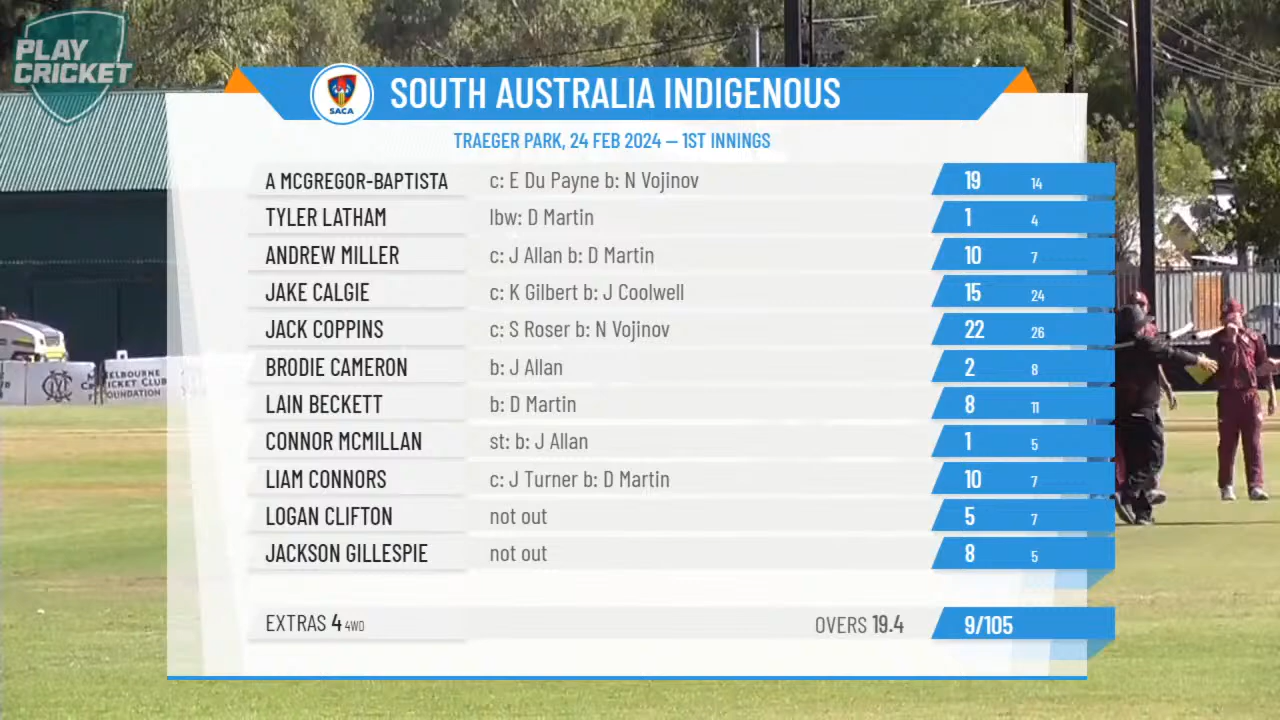 PLAY
CRICKET
SACA
SOUTH AUSTRALIA INDIGENOUS
TRAEGER PARK, 24 FEB 2024 – 1ST INNINGS
A MCGREGOR-BAPTISTA c: E Du Payne b: N Vojinov 19 14
TYLER LATHAM lbw: D Martin 1 4
ANDREW MILLER c: J Allan b: D Martin 10 7
JAKE CALGIE c: K Gilbert b: J Coolwell 15 24
JACK COPPINS c: S Roser b: N Vojinov 22 26
BRODIE CAMERON b: J Allan 2 8
LAIN BECKETT b: D Martin 8 11
CONNOR MCMILLAN st: b: J Allan 1 5
LIAM CONNORS c: J Turner b: D Martin 10 7
LOGAN CLIFTON not out 5 7
JACKSON GILLESPIE not out 8 5
EXTRAS 4 4WD OVERS 19.4 9/105